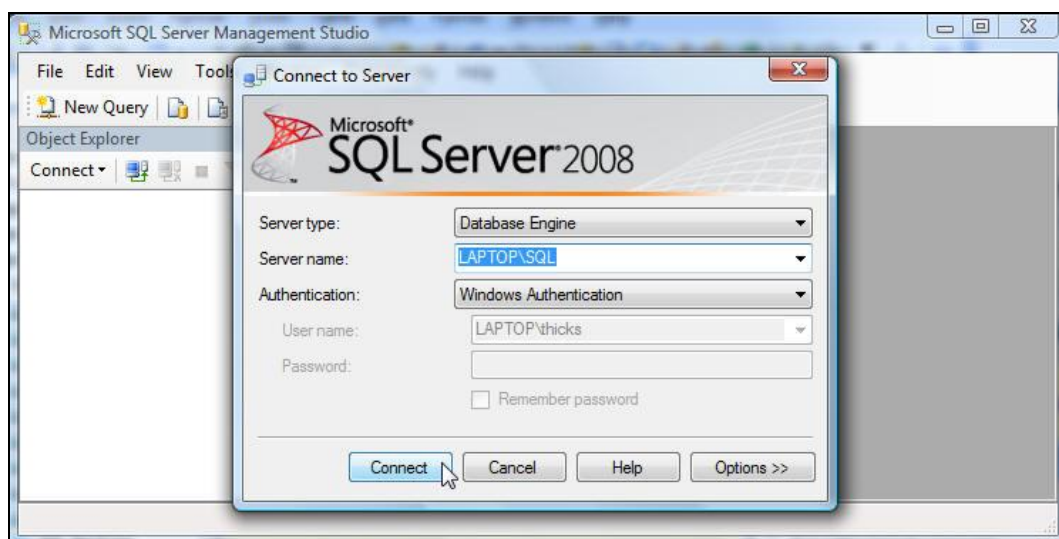 Microsoft SQL Server Management Studio
File Edit View Tools
Connect to Server
New Query
Microsoft®
SQL Server® 2008
Object Explorer
Connect
Server type: Database Engine
Server name: LAPTOP\SQL
Authentication: Windows Authentication
User name: LAPTOP\thicks
Password:
Remember password
Connect Cancel Help Options >>